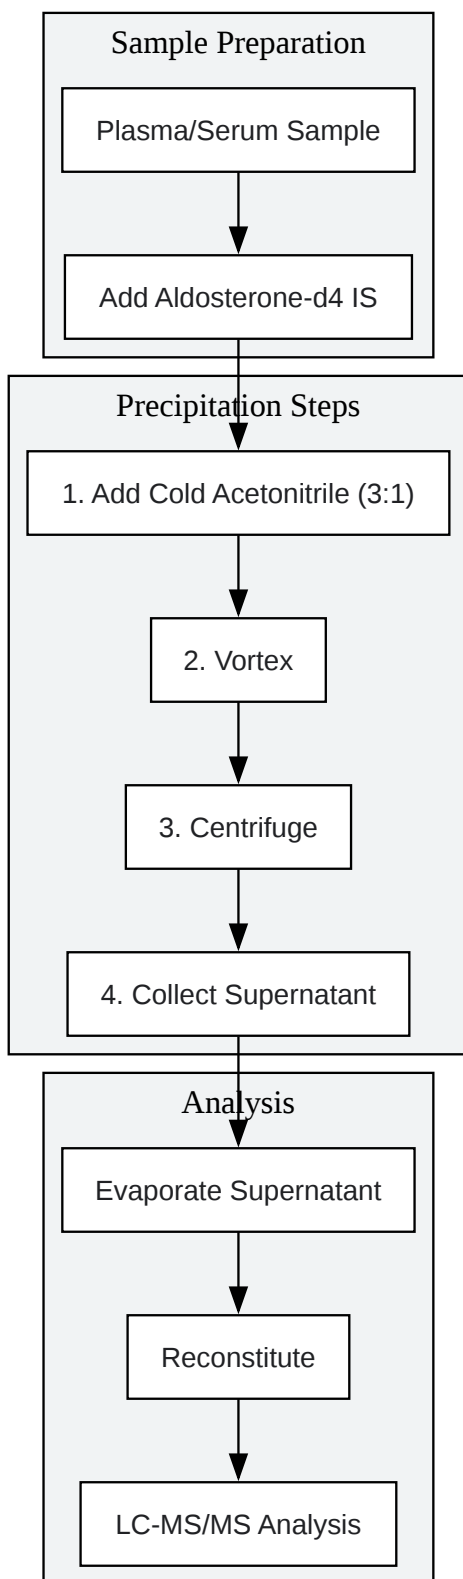 Sample Preparation
Plasma/Serum Sample
Add Aldosterone-d4 IS
Precipitation Steps
1. Add Cold Acetonitrile (3:1)
2. Vortex
3. Centrifuge
4. Collect Supernatant
Analysis
Evaporate Supernatant
Reconstitute
LC-MS/MS Analysis